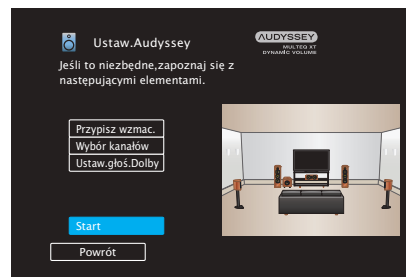 Ustaw.Audyssey
AUDYSSEY
MULTEQ XT
DYNAMIC VOLUME
Jeśli to niezbędne,zapoznaj się z
następującymi elementami.
Przypisz wzmac.
Wybór kanałów
Ustaw.głoś.Dolby
Start
Powrót